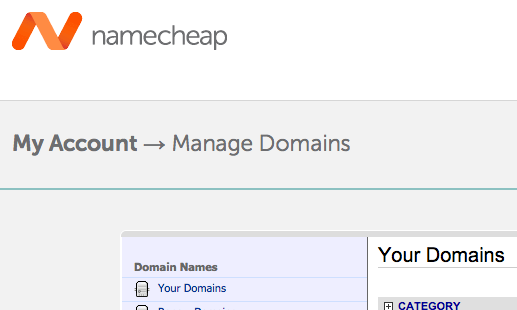 namecheap
My Account → Manage Domains
Domain Names
Your Domains
Your Domains
CATEGORY